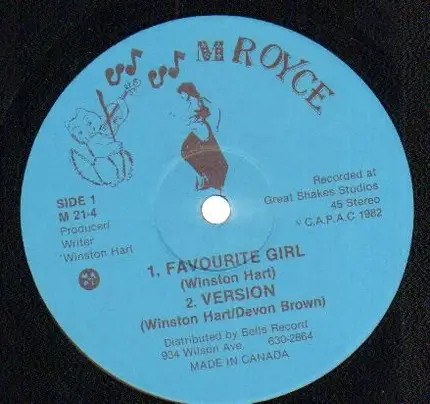 M ROYCE
SIDE 1
M 21-4
Producer/
Writer
Winston Hart
Recorded at
Great Shakes Studios
45 Stereo
© C.A.P.A.C 1982
1. FAVOURITE GIRL
(Winston Hart)
2. VERSION
(Winston Hart/Devon Brown)
Distributed by Bells Record
934 Wilson Ave. 630-2864
MADE IN CANADA